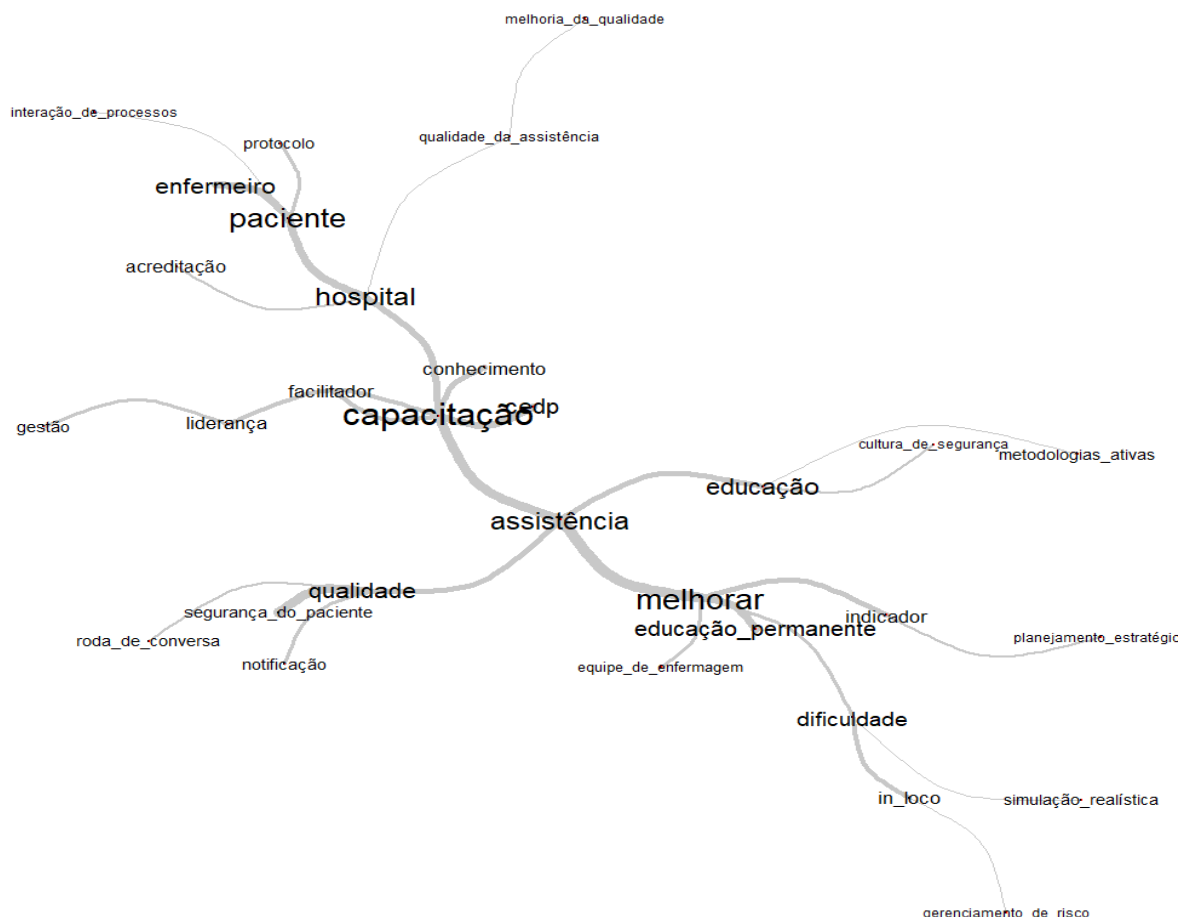 melhoria_da_qualidade
interação_de_processos
qualidade_da_assistência
protocolo
enfermeiro
paciente
acreditação
hospital
conhecimento
facilitador
capacitação
cedp
liderança
gestão
cultura_de_segurança
metodologias_ativas
educação
assistência
qualidade
segurança_do_paciente
roda_de_conversa
notificação
melhorar
educação_permanente
indicador
planejamento_estratégic
equipe_de_enfermagem
dificuldade
in_loco
simulação_realística
gerenciamento_de_risco